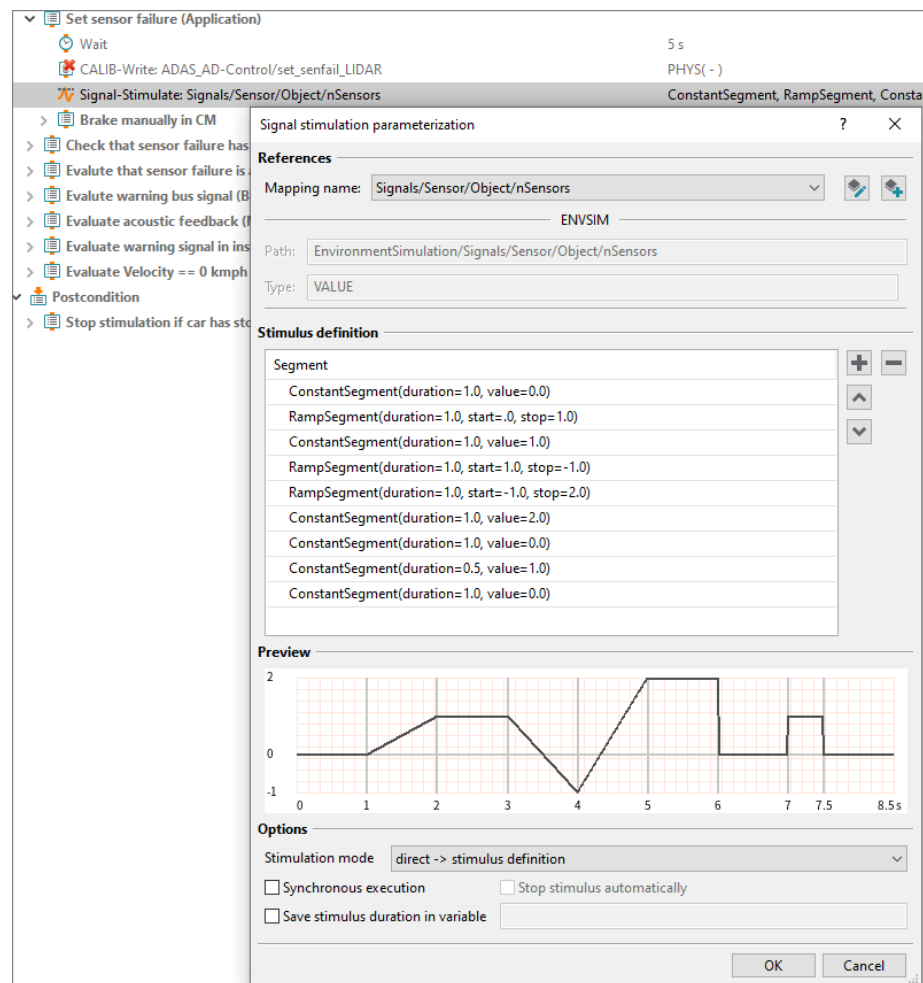 Set sensor failure (Application)
Wait 5 s
CALIB-Write: ADAS_AD-Control/set_senfail_LIDAR PHYS( - )
Signal-Stimulate: Signals/Sensor/Object/nSensors ConstantSegment, RampSegment, Consta
Brake manually in CM
Check that sensor failure has
Evalute that sensor failure is
Evalute warning bus signal (B
Evaluate acoustic feedback (
Evaluate warning signal in ins
Evaluate Velocity == 0 kmph
Postcondition
Stop stimulation if car has sto
Signal stimulation parameterization ? X
References
Mapping name: Signals/Sensor/Object/nSensors
ENVSIM
Path: EnvironmentSimulation/Signals/Sensor/Object/nSensors
Type: VALUE
Stimulus definition
Segment
ConstantSegment(duration=1.0, value=0.0)
RampSegment(duration=1.0, start=.0, stop=1.0)
ConstantSegment(duration=1.0, value=1.0)
RampSegment(duration=1.0, start=1.0, stop=-1.0)
RampSegment(duration=1.0, start=-1.0, stop=2.0)
ConstantSegment(duration=1.0, value=2.0)
ConstantSegment(duration=1.0, value=0.0)
ConstantSegment(duration=0.5, value=1.0)
ConstantSegment(duration=1.0, value=0.0)
Preview
2
0
-1
0 1 2 3 4 5 6 7 7.5 8.5 s
Options
Stimulation mode direct -> stimulus definition
Synchronous execution Stop stimulus automatically
Save stimulus duration in variable
OK Cancel